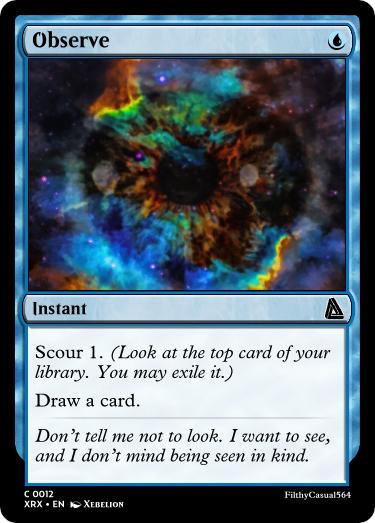 Observe
Instant
Scour 1. (Look at the top card of your
library. You may exile it.)
Draw a card.
Don't tell me not to look. I want to see,
and I don't mind being seen in kind.
C 0012
XRX • EN Xebelion
FilthyCasual564